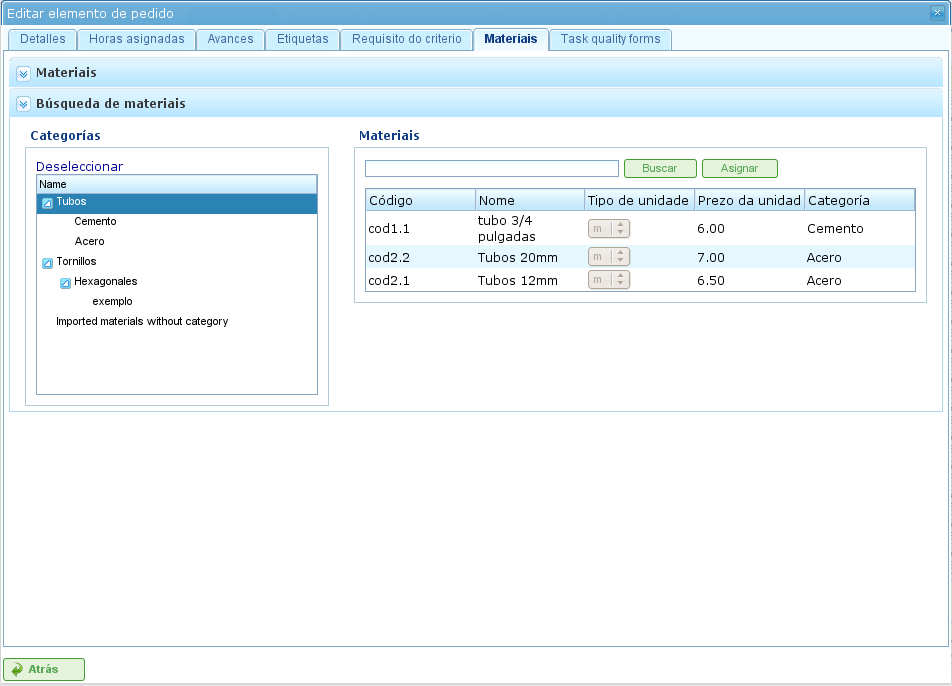 Editar elemento de pedido
Detalles Horas asignadas Avances Etiquetas Requisito do criterio Materiais Task quality forms
Materiais
Búsqueda de materiais
Categorías
Deseleccionar
Name
Tubos
Cemento
Acero
Tornillos
Hexagonales
exemplo
Imported materials without category
Materiais
Buscar Asignar
Código Nome Tipo de unidade Prezo da unidad Categoría
cod1.1 tubo 3/4 pulgadas m 6.00 Cemento
cod2.2 Tubos 20mm m 7.00 Acero
cod2.1 Tubos 12mm m 6.50 Acero
Atrás